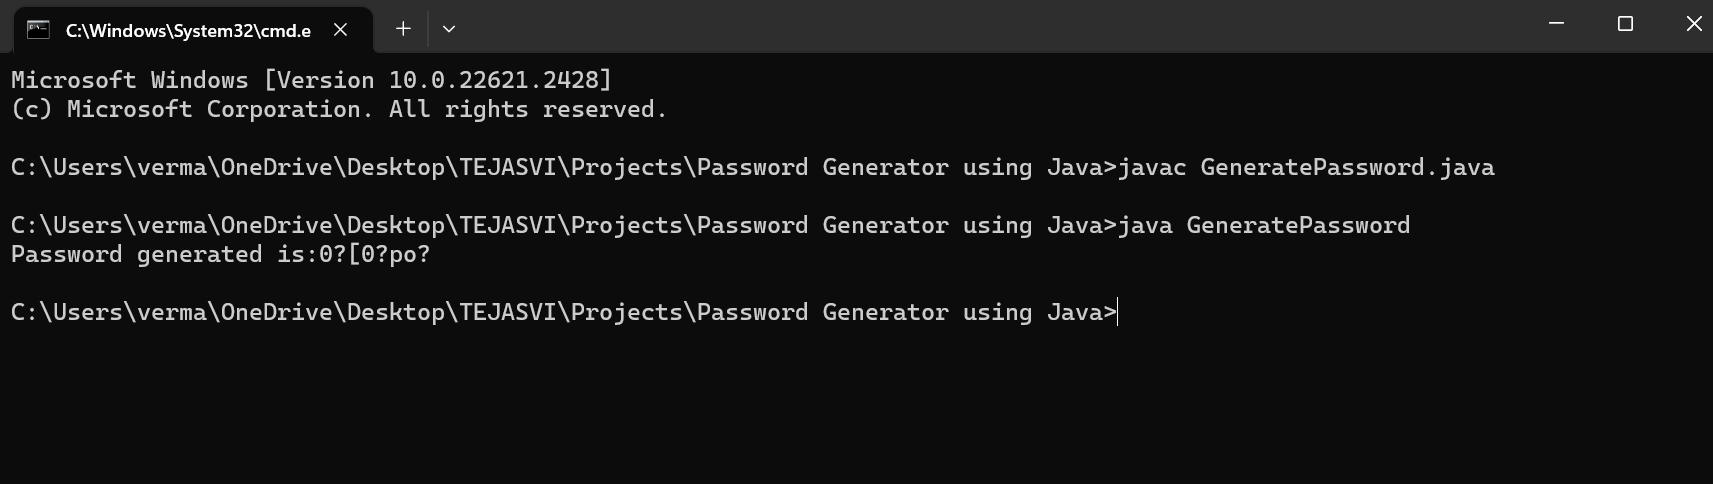 C:\Windows\System32\cmd.e
Microsoft Windows [Version 10.0.22621.2428]
(c) Microsoft Corporation. All rights reserved.
C:\Users\verma\OneDrive\Desktop\TEJASVI\Projects\Password Generator using Java>javac GeneratePassword.java
C:\Users\verma\OneDrive\Desktop\TEJASVI\Projects\Password Generator using Java>java GeneratePassword
Password generated is:0?[0?po?
C:\Users\verma\OneDrive\Desktop\TEJASVI\Projects\Password Generator using Java>